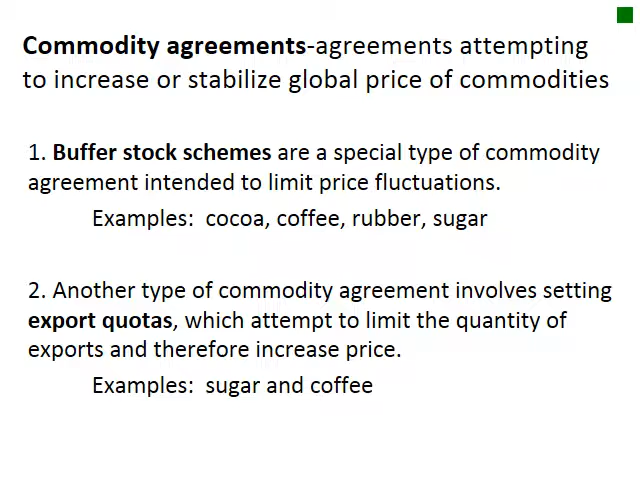 Commodity agreements-agreements attempting
to increase or stabilize global price of commodities
1. Buffer stock schemes are a special type of commodity
agreement intended to limit price fluctuations.
Examples:  cocoa, coffee, rubber, sugar
2. Another type of commodity agreement involves setting
export quotas, which attempt to limit the quantity of
exports and therefore increase price.
Examples:  sugar and coffee